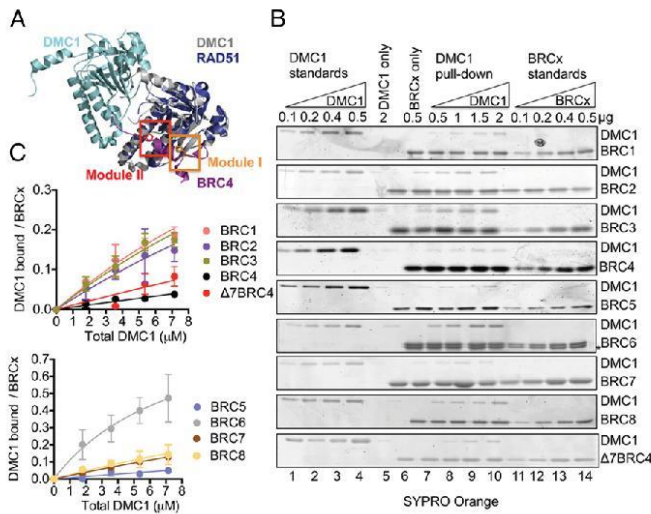 A
DMC1
DMC1
RAD51
Module I
Module II
BRC4
C
DMC1 bound / BRCx
0.3
0.2
0.1
0.0
0 1 2 3 4 5 6 7 8
Total DMC1 (μM)
BRC1
BRC2
BRC3
BRC4
Δ7BRC4
DMC1 bound / BRCx
0.8
0.7
0.6
0.5
0.4
0.3
0.2
0.1
0.0
0 1 2 3 4 5 6 7 8
Total DMC1 (μM)
BRC5
BRC6
BRC7
BRC8
B
DMC1 standards
DMC1
DMC1 only
BRCx only
DMC1 pull-down
DMC1
BRCx standards
BRCx
0.1 0.2 0.4 0.5 2 0.5 0.5 1 1.5 2 0.1 0.2 0.4 0.5 μg
DMC1
BRC1
DMC1
BRC2
DMC1
BRC3
DMC1
BRC4
DMC1
BRC5
DMC1
BRC6
*
DMC1
BRC7
DMC1
BRC8
DMC1
Δ7BRC4
1 2 3 4 5 6 7 8 9 10 11 12 13 14
SYPRO Orange